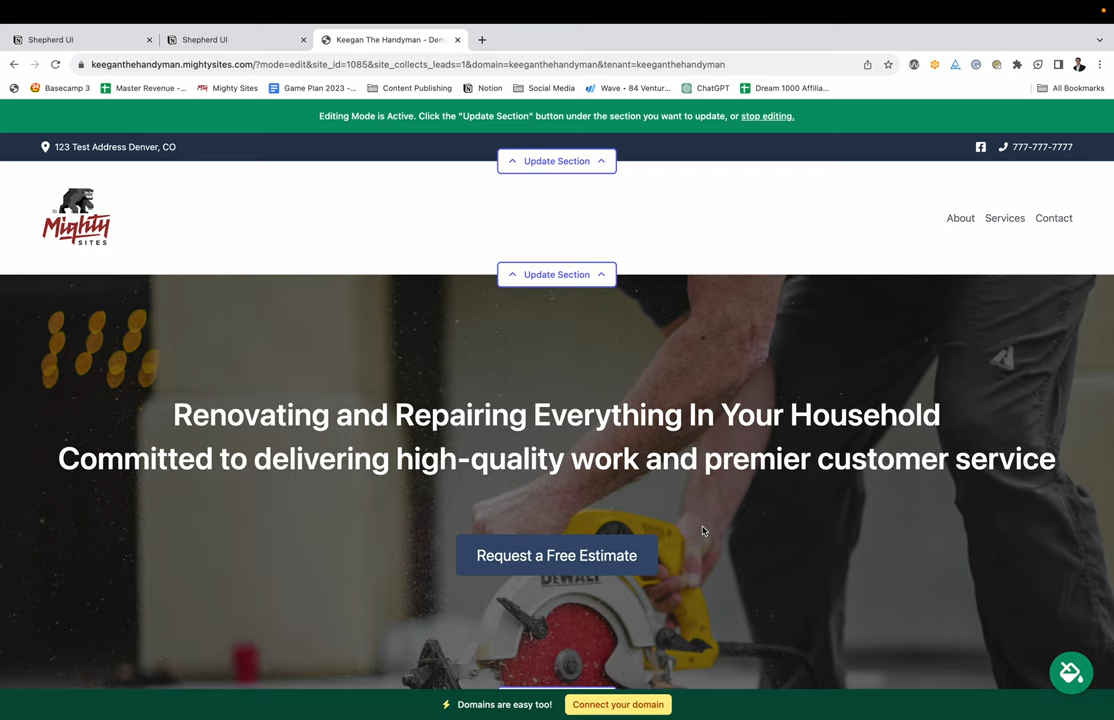 Shepherd UI
Shepherd UI
Keegan The Handyman - Dem
keeganthehandyman.mightysites.com/?mode=edit&site_id=1085&site_collects_leads=1&domain=keeganthehandyman&tenant=keeganthehandyman
Basecamp 3
Master Revenue -...
Mighty Sites
Game Plan 2023 -...
Content Publishing
Notion
Social Media
Wave • 84 Ventur...
ChatGPT
Dream 1000 Affilia...
All Bookmarks
Editing Mode is Active. Click the "Update Section" button under the section you want to update, or stop editing.
123 Test Address Denver, CO
777-777-7777
Update Section
Mighty
SITES
About
Services
Contact
Update Section
Renovating and Repairing Everything In Your Household
Committed to delivering high-quality work and premier customer service
Request a Free Estimate
DEWALT
Domains are easy too!
Connect your domain